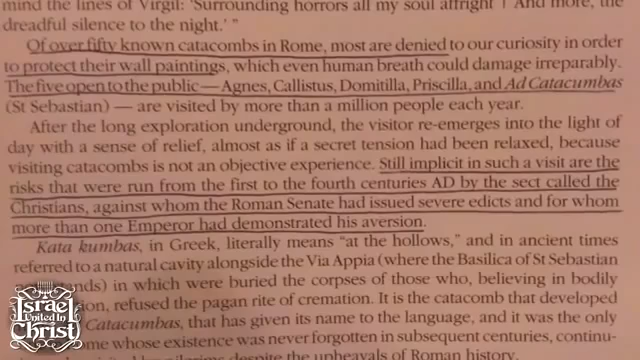 mind the lines of Virgil: 'Surrounding horrors all my soul affright; And more, the
dreadful silence to the night.' "
Of over fifty known catacombs in Rome, most are denied to our curiosity in order
to protect their wall paintings, which even human breath could damage irreparably.
The five open to the public — Agnes, Callistus, Domitilla, Priscilla, and Ad Catacumbas
(St Sebastian) — are visited by more than a million people each year.
After the long exploration underground, the visitor re-emerges into the light of
day with a sense of relief, almost as if a secret tension had been relaxed, because
visiting catacombs is not an objective experience. Still implicit in such a visit are the
risks that were run from the first to the fourth centuries AD by the sect called the
Christians, against whom the Roman Senate had issued severe edicts and for whom
more than one Emperor had demonstrated his aversion.
Kata kumbas, in Greek, literally means "at the hollows," and in ancient times
referred to a natural cavity alongside the Via Appia (where the Basilica of St Sebastian
in which were buried the corpses of those who, believing in bodily
refused the pagan rite of cremation. It is the catacomb that developed
Catacumbas, that has given its name to the language, and it was the only
whose existence was never forgotten in subsequent centuries, continu-
despite the upheavals of Roman history.
Israel
United In
Christ